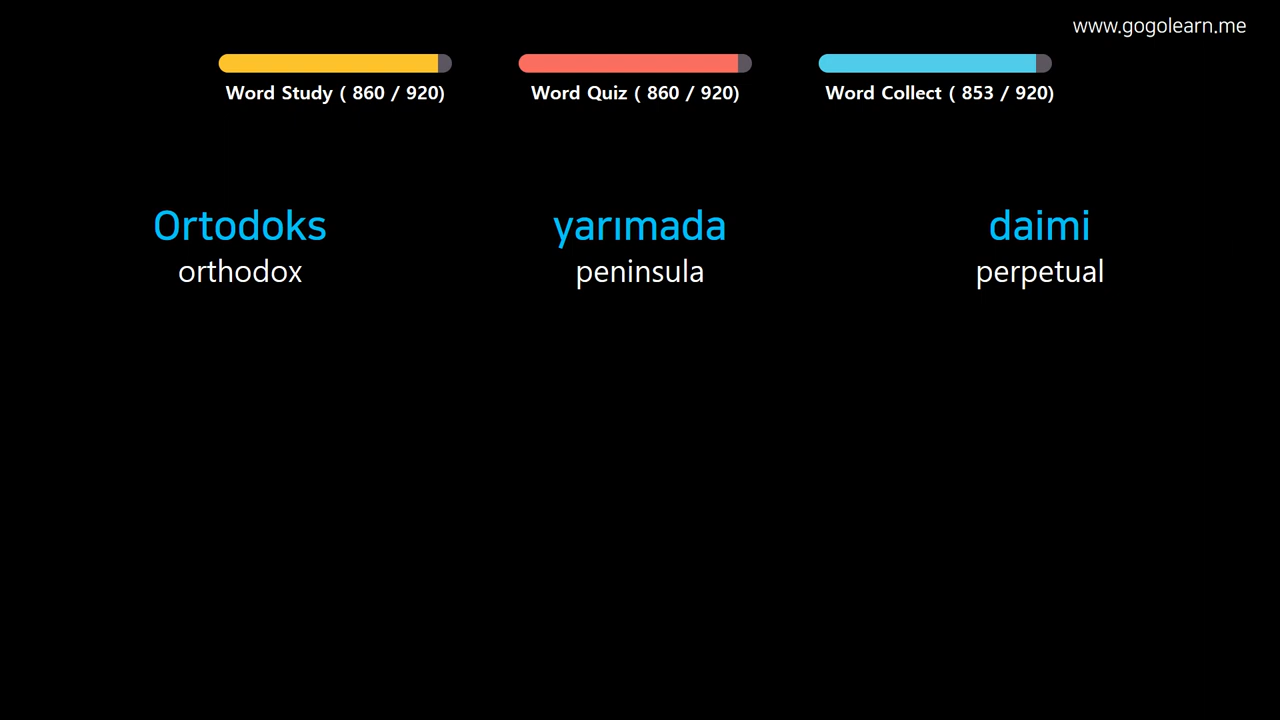 www.gogolearn.me
Word Study ( 860 / 920)
Word Quiz ( 860 / 920)
Word Collect ( 853 / 920)
Ortodoks
orthodox
yarımada
peninsula
daimi
perpetual